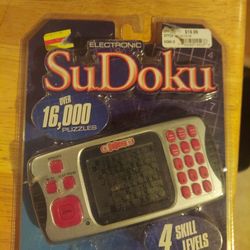 $19.99
ELECTRONIC
SuDoku
OVER
16,000
PUZZLES
4 SKILL
LEVELS